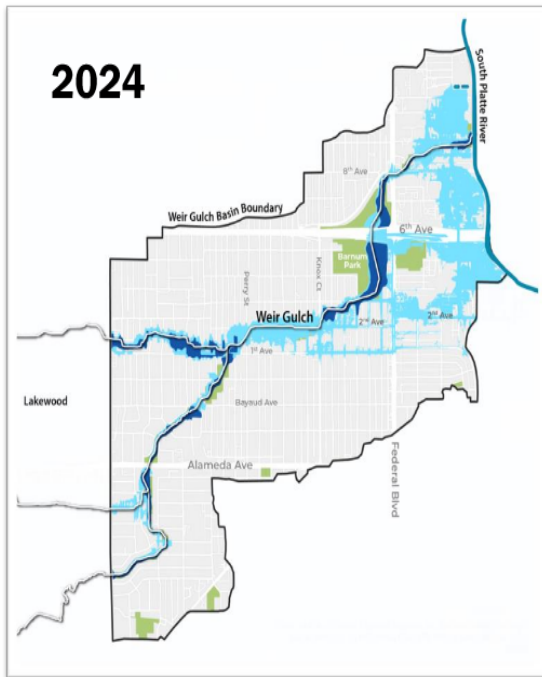 2024
South Platte River
8th Ave
Weir Gulch Basin Boundary
6th Ave
Barnum
Park
Knox Ct
Perry St
Weir Gulch
2nd Ave
2nd Ave
1st Ave
Lakewood
Bayaud Ave
Alameda Ave
Federal Blvd